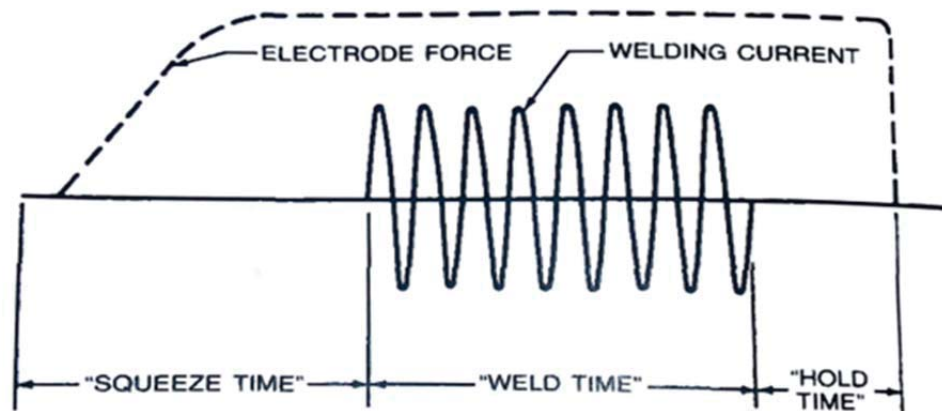 ELECTRODE FORCE
WELDING CURRENT
"SQUEEZE TIME"
"WELD TIME"
"HOLD
TIME"